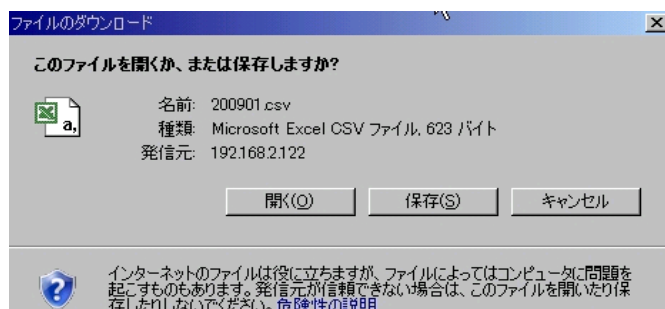 ファイルのダウンロード
このファイルを開くか、または保存しますか?
a,
名前: 200901.csv
種類: Microsoft Excel CSV ファイル, 623 バイト
発信元: 192.168.2.122
開く(O)
保存(S)
キャンセル
インターネットのファイルは役に立ちますが、ファイルによってはコンピュータに問題を
起こすものもあります。発信元が信頼できない場合は、このファイルを開いたり保
存したりしないでください。危険性の説明